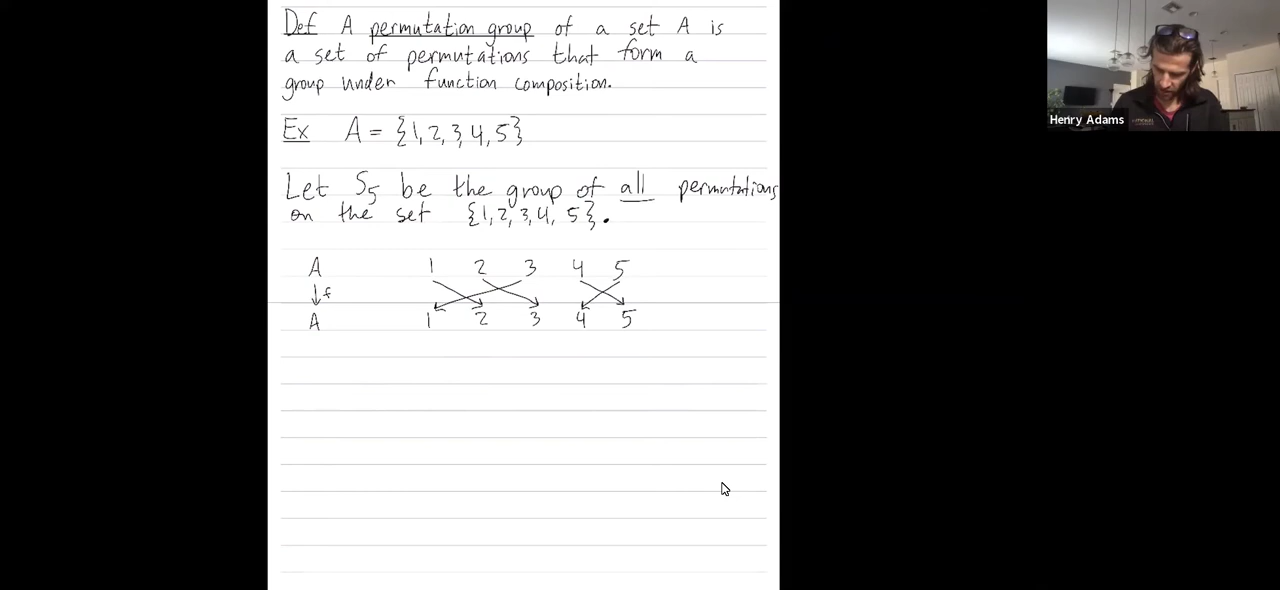 Def A permutation group of a set A is
a set of permutations that form a
group under function composition.
Ex A = {1, 2, 3, 4, 5}
Let S₅ be the group of all permutations
on the set {1, 2, 3, 4, 5}.
A 1 2 3 4 5
↓f
A 1 2 3 4 5
Henry Adams